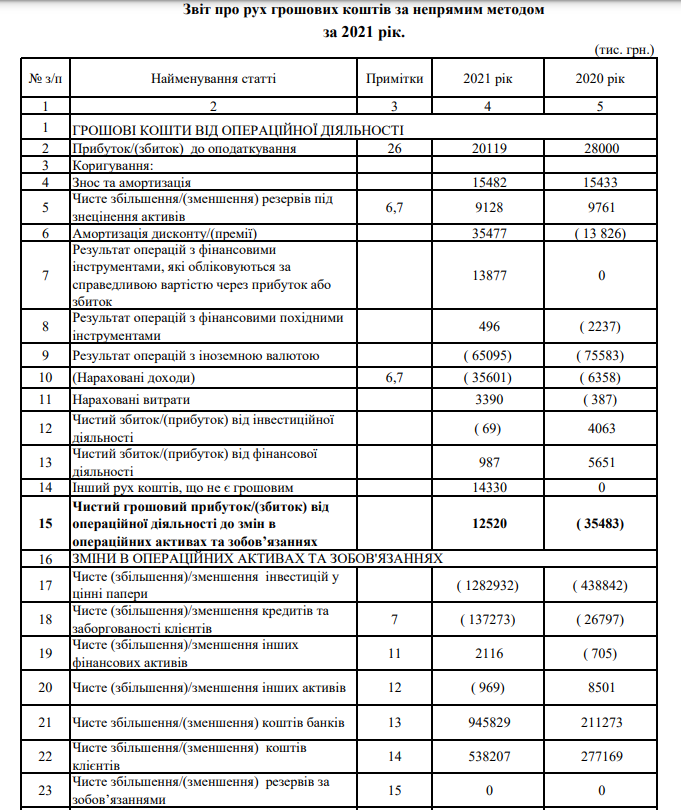 Звіт про рух грошових коштів за непрямим методом
за 2021 рік.
(тис. грн.)
№ з/п Найменування статті Примітки 2021 рік 2020 рік
1 2 3 4 5
1 ГРОШОВІ КОШТИ ВІД ОПЕРАЦІЙНОЇ ДІЯЛЬНОСТІ
2 Прибуток/(збиток) до оподаткування 26 20119 28000
3 Коригування:
4 Знос та амортизація 15482 15433
5 Чисте збільшення/(зменшення) резервів під
знецінення активів 6,7 9128 9761
6 Амортизація дисконту/(премії) 35477 ( 13 826)
7 Результат операцій з фінансовими
інструментами, які обліковуються за
справедливою вартістю через прибуток або
збиток 13877 0
8 Результат операцій з фінансовими похідними
інструментами 496 ( 2237)
9 Результат операцій з іноземною валютою ( 65095) ( 75583)
10 (Нараховані доходи) 6,7 ( 35601) ( 6358)
11 Нараховані витрати 3390 ( 387)
12 Чистий збиток/(прибуток) від інвестиційної
діяльності ( 69) 4063
13 Чистий збиток/(прибуток) від фінансової
діяльності 987 5651
14 Інший рух коштів, що не є грошовим 14330 0
15 Чистий грошовий прибуток/(збиток) від
операційної діяльності до змін в
операційних активах та зобов’язаннях 12520 ( 35483)
16 ЗМІНИ В ОПЕРАЦІЙНИХ АКТИВАХ ТА ЗОБОВ'ЯЗАННЯХ
17 Чисте (збільшення)/зменшення інвестицій у
цінні папери ( 1282932) ( 438842)
18 Чисте (збільшення)/зменшення кредитів та
заборгованості клієнтів 7 ( 137273) ( 26797)
19 Чисте (збільшення)/зменшення інших
фінансових активів 11 2116 ( 705)
20 Чисте (збільшення)/зменшення інших активів 12 ( 969) 8501
21 Чисте збільшення/(зменшення) коштів банків 13 945829 211273
22 Чисте збільшення/(зменшення) коштів
клієнтів 14 538207 277169
23 Чисте збільшення/(зменшення) резервів за
зобов’язаннями 15 0 0